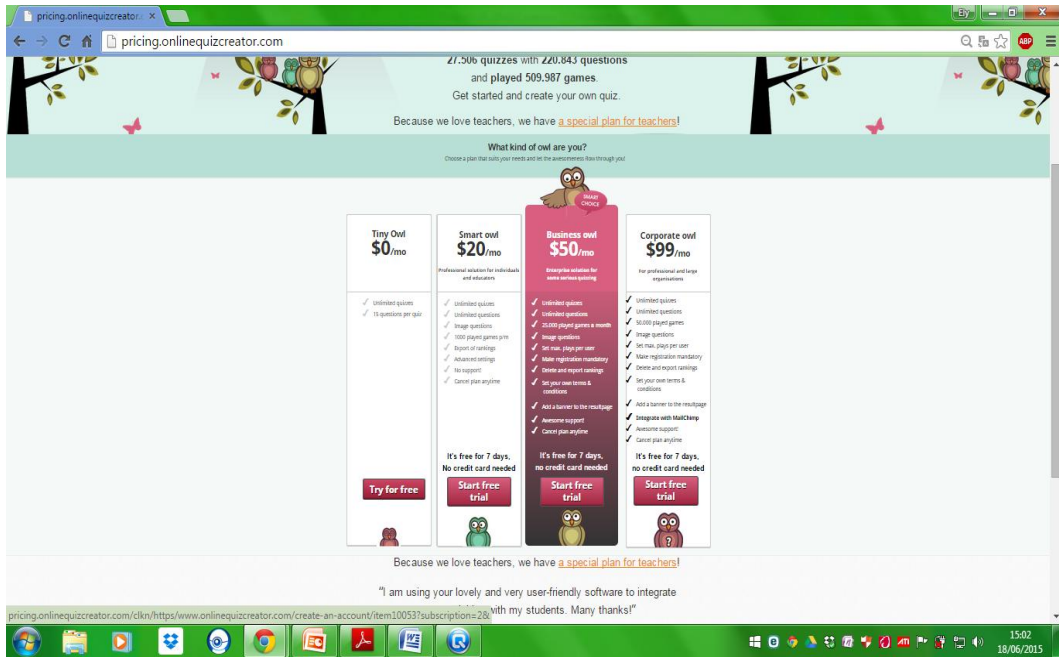 pricing.onlinequizcreator.c
By
pricing.onlinequizcreator.com
ABP
27.506 quizzes with 220.843 questions
and played 509.987 games.
Get started and create your own quiz.
Because we love teachers, we have a special plan for teachers!
What kind of owl are you?
Choose a plan that suits your needs and let the awesomeness flow through you!
SMART
CHOICE
Tiny Owl
$0/mo
Unlimited quizes
15 questions per quiz
Try for free
Smart owl
$20/mo
Professional solution for individuals
and educators
Unlimited quizes
Unlimited questions
Image questions
1000 played games p/m
Export of rankings
Advanced settings
No support!
Cancel plan anytime
It's free for 7 days,
No credit card needed
Start free
trial
Business owl
$50/mo
Enterprise solution for
some serious quizzing
Unlimited quizes
Unlimited questions
25.000 played games a month
Image questions
Set max. plays per user
Make registration mandatory
Delete and export rankings
Set your own terms &
conditions
Add a banner to the resultpage
Awesome support!
Cancel plan anytime
It's free for 7 days,
no credit card needed
Start free
trial
Corporate owl
$99/mo
For professional and large
organisations
Unlimited quizes
Unlimited questions
50.000 played games
Image questions
Set max. plays per user
Make registration mandatory
Delete and export rankings
Set your own terms &
conditions
Add a banner to the resultpage
Integrate with MailChimp
Awesome support!
Cancel plan anytime
It's free for 7 days,
no credit card needed
Start free
trial
?
Because we love teachers, we have a special plan for teachers!
"I am using your lovely and very user-friendly software to integrate
with my students. Many thanks!"
pricing.onlinequizcreator.com/clkn/https/www.onlinequizcreator.com/create-an-account/item10053?subscription=2&
15:02
18/06/2015